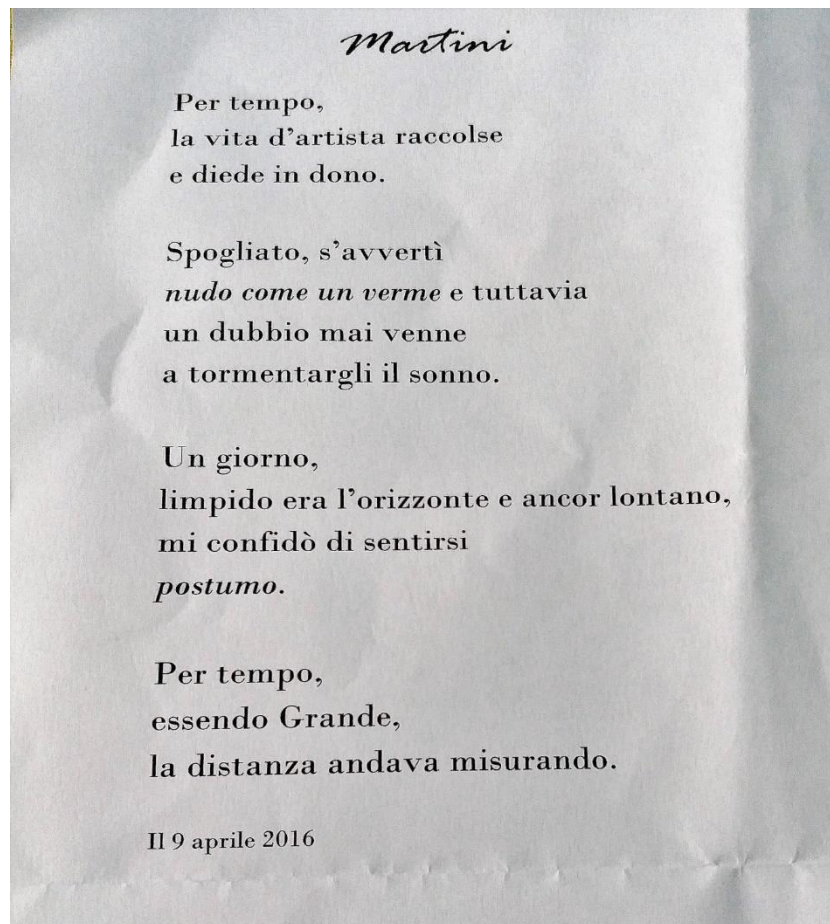 Martini
Per tempo,
la vita d'artista raccolse
e diede in dono.
Spogliato, s'avvertì
nudo come un verme e tuttavia
un dubbio mai venne
a tormentargli il sonno.
Un giorno,
limpido era l'orizzonte e ancor lontano,
mi confidò di sentirsi
postumo.
Per tempo,
essendo Grande,
la distanza andava misurando.
Il 9 aprile 2016